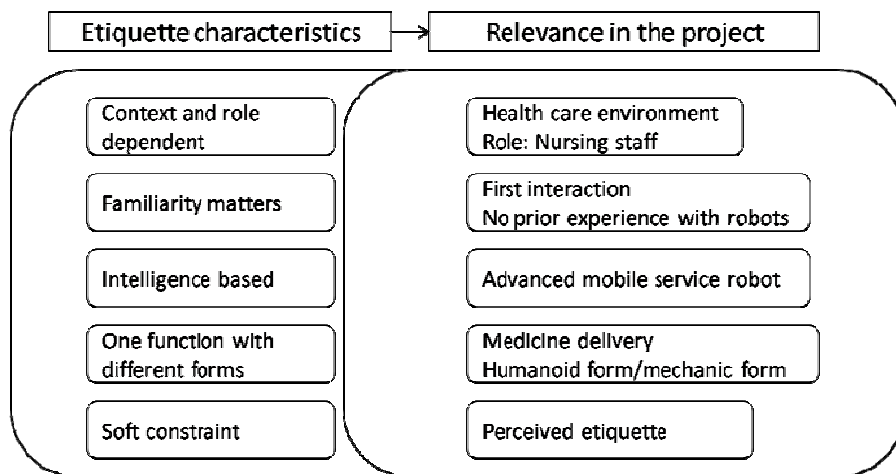 Etiquette characteristics
Relevance in the project
Context and role
dependent
Health care environment
Role: Nursing staff
Familiarity matters
First interaction
No prior experience with robots
Intelligence based
Advanced mobile service robot
One function with
different forms
Medicine delivery
Humanoid form/mechanic form
Soft constraint
Perceived etiquette